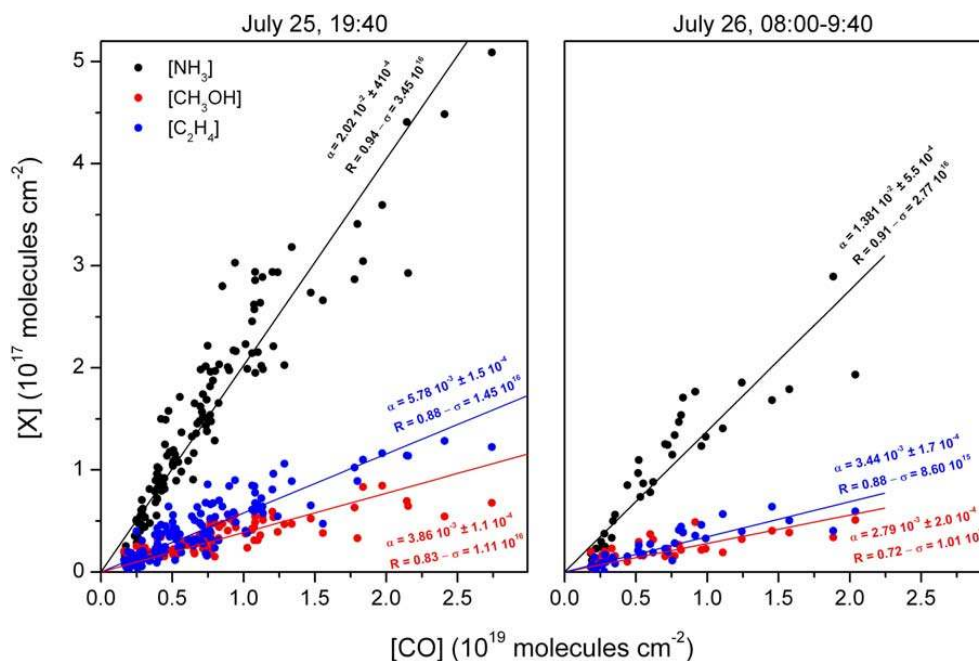 July 25, 19:40
July 26, 08:00-9:40
[NH₃]
[CH₃OH]
[C₂H₄]
α = 2.02 10⁻² ± 410⁻⁴
R = 0.94 – σ = 3.45 10¹⁶
α = 5.78 10⁻³ ± 1.5 10⁻⁴
R = 0.88 – σ = 1.45 10¹⁶
α = 3.86 10⁻³ ± 1.1 10⁻⁴
R = 0.83 – σ = 1.11 10¹⁶
α = 1.381 10⁻² ± 5.5 10⁻⁴
R = 0.91 – σ = 2.77 10¹⁶
α = 3.44 10⁻³ ± 1.7 10⁻⁴
R = 0.88 – σ = 8.60 10¹⁵
α = 2.79 10⁻³ ± 2.0 10⁻⁴
R = 0.72 – σ = 1.01 10
[X] (10¹⁷ molecules cm⁻²)
5
4
3
2
1
0
0.0 0.5 1.0 1.5 2.0 2.5
0.0 0.5 1.0 1.5 2.0 2.5
[CO] (10¹⁹ molecules cm⁻²)